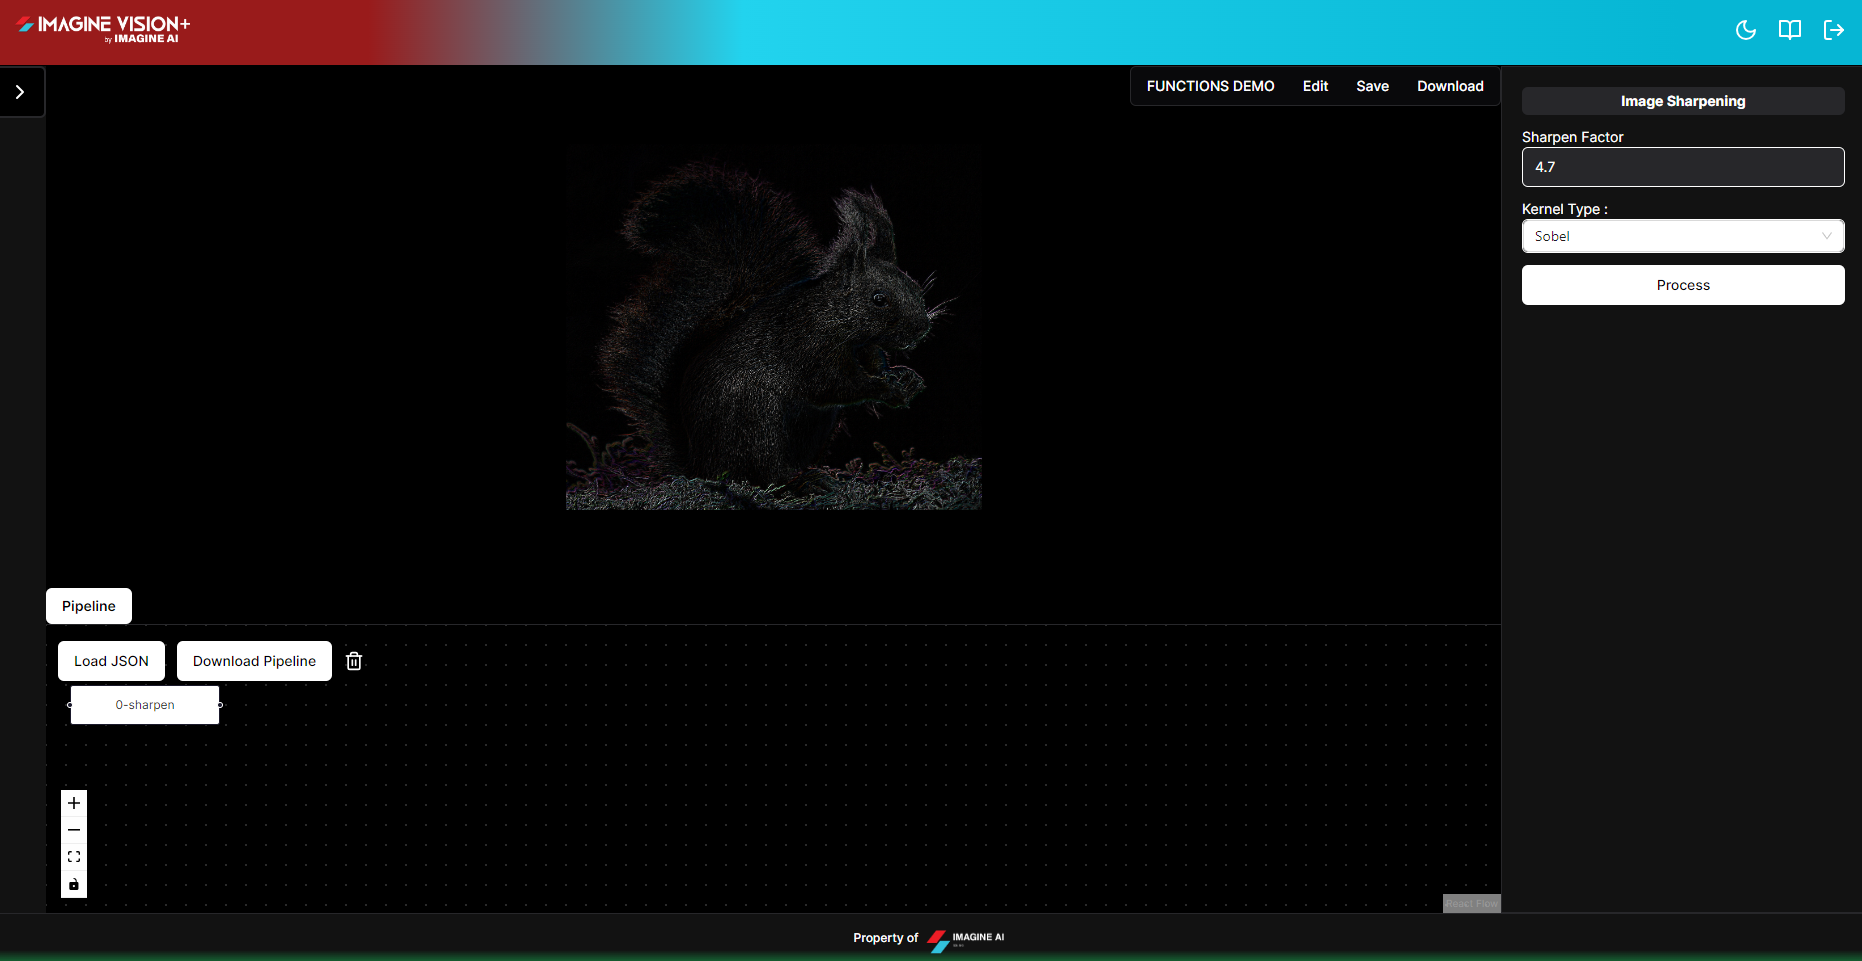 IMAGINE VISION+
by IMAGINE AI
FUNCTIONS DEMO
Edit
Save
Download
Image Sharpening
Sharpen Factor
4.7
Kernel Type :
Sobel
Process
Pipeline
Load JSON
Download Pipeline
0-sharpen
React Flow
Property of
IMAGINE AI